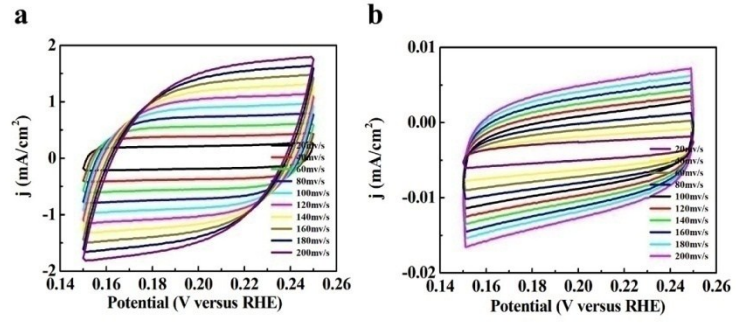 a
b
2
1
0
-1
-2
j (mA/cm²)
20mv/s
60mv/s
80mv/s
100mv/s
120mv/s
140mv/s
160mv/s
180mv/s
200mv/s
0.14 0.16 0.18 0.20 0.22 0.24 0.26
Potential (V versus RHE)
0.01
0.00
-0.01
-0.02
j (mA/cm²)
20mv/s
60mv/s
80mv/s
100mv/s
120mv/s
140mv/s
160mv/s
180mv/s
200mv/s
0.14 0.16 0.18 0.20 0.22 0.24 0.26
Potential (V versus RHE)